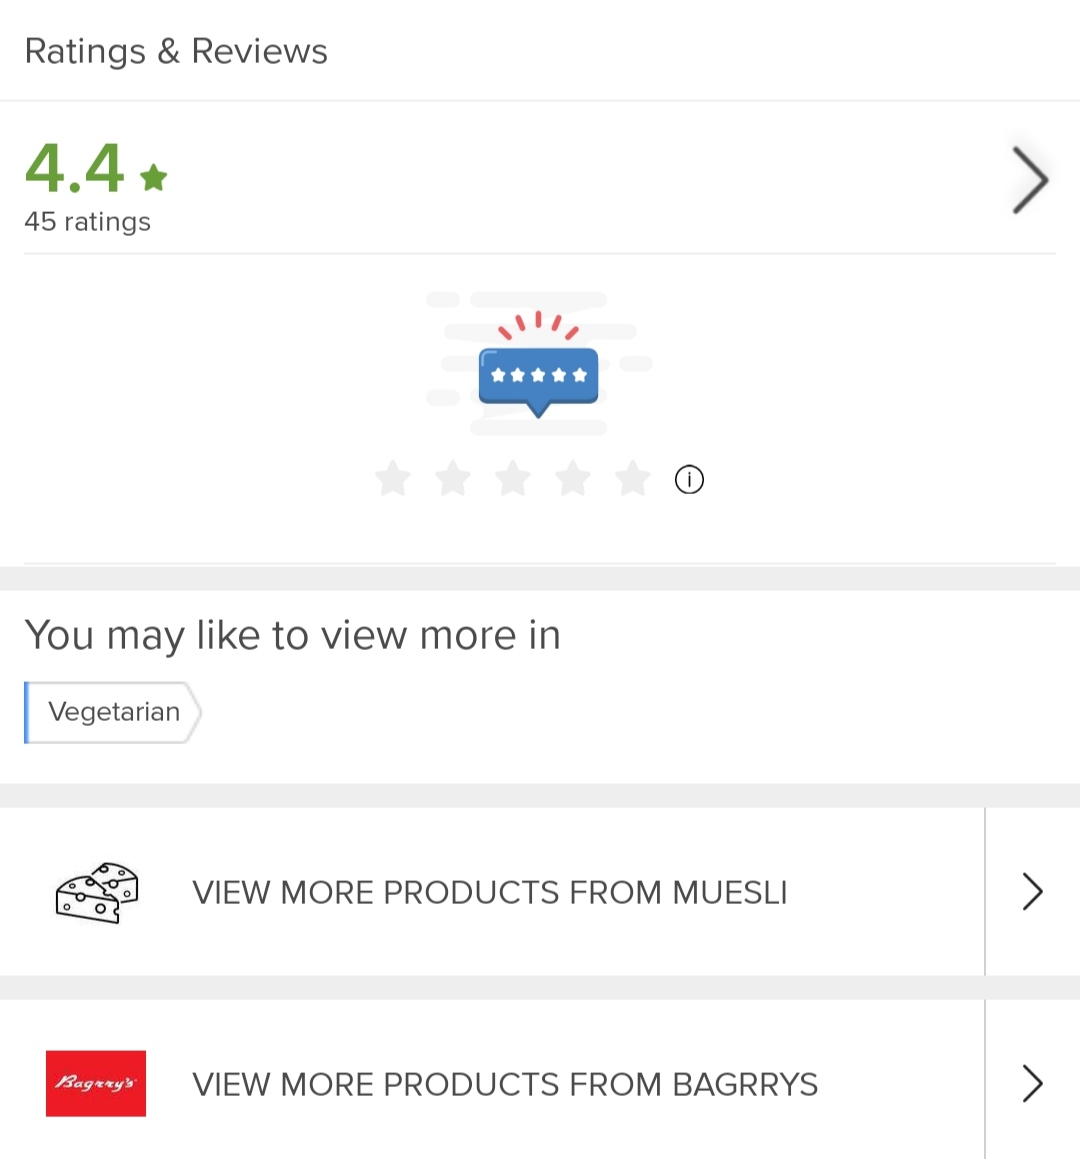 Ratings & Reviews
4.4
45 ratings
You may like to view more in
Vegetarian
VIEW MORE PRODUCTS FROM MUESLI
Bagrry's
VIEW MORE PRODUCTS FROM BAGRRYS